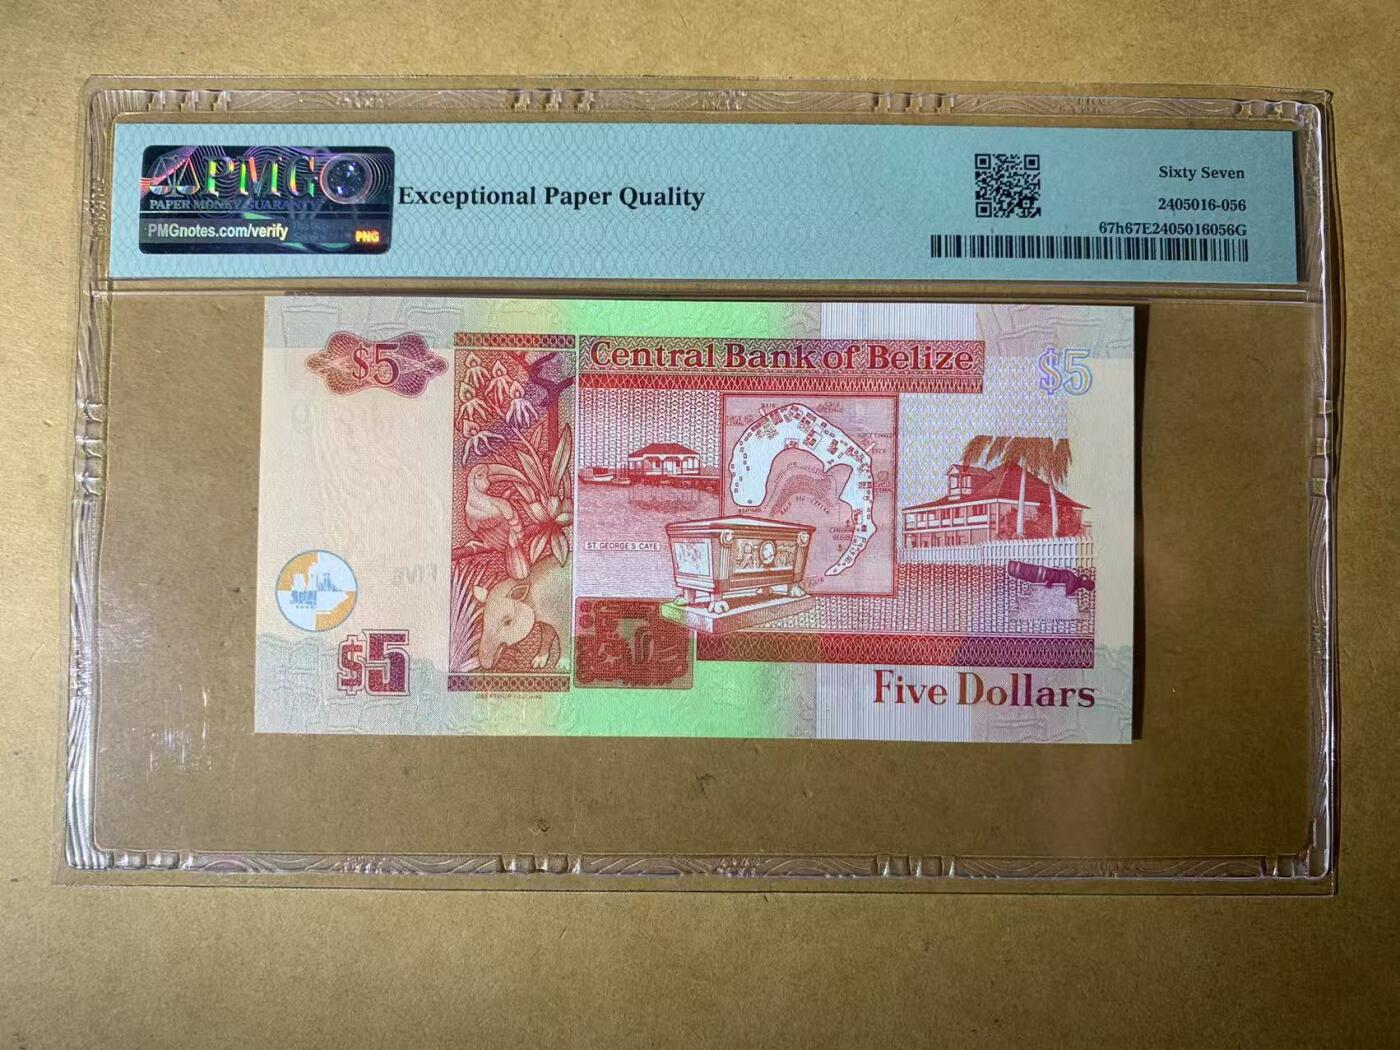 PMG
PAPER MONEY GUARANTY
PMGnotes.com/verify
PNG
Exceptional Paper Quality
Sixty Seven
2405016-056
67h67E2405016056G
$5
Central Bank of Belize
$5
ST. GEORGE'S CAYE
$5
Five Dollars